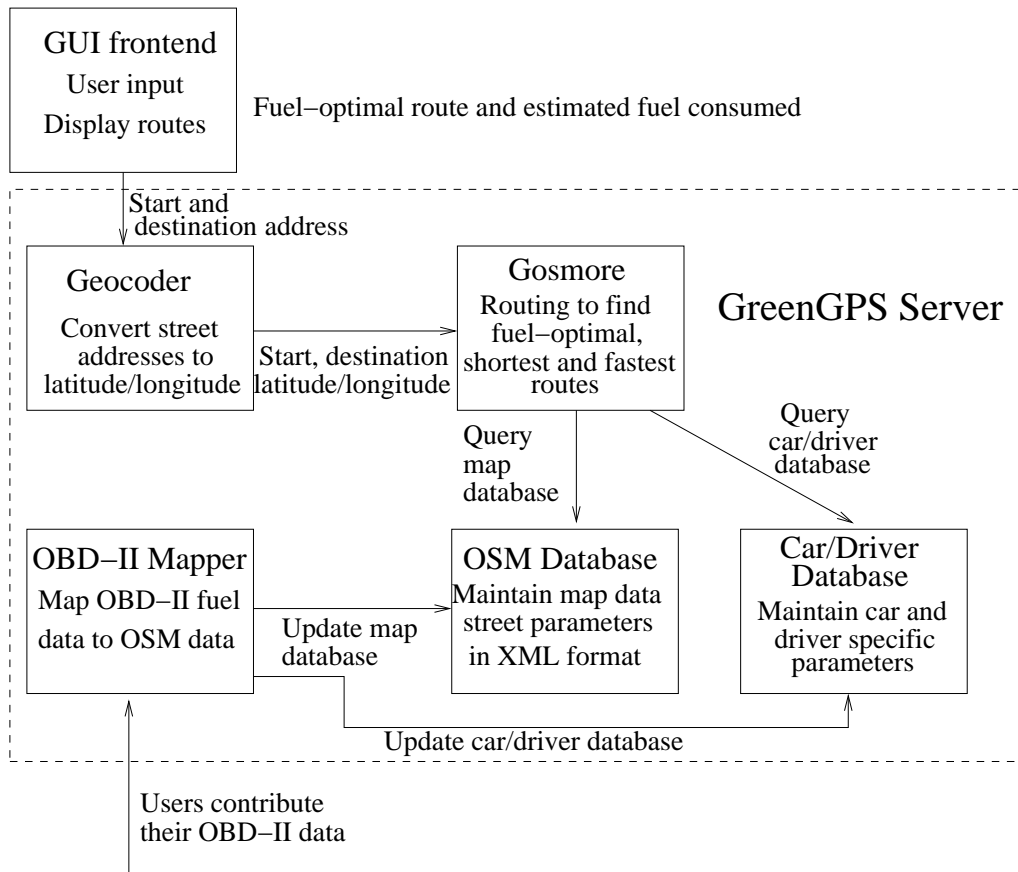 GUI frontend
User input
Display routes
Fuel−optimal route and estimated fuel consumed
Start and
destination address
Geocoder
Convert street
addresses to
latitude/longitude
Start, destination
latitude/longitude
Gosmore
Routing to find
fuel−optimal,
shortest and fastest
routes
GreenGPS Server
Query
map
database
Query
car/driver
database
OBD−II Mapper
Map OBD−II fuel
data to OSM data
Update map
database
OSM Database
Maintain map data
street parameters
in XML format
Car/Driver
Database
Maintain car and
driver specific
parameters
Update car/driver database
Users contribute
their OBD−II data